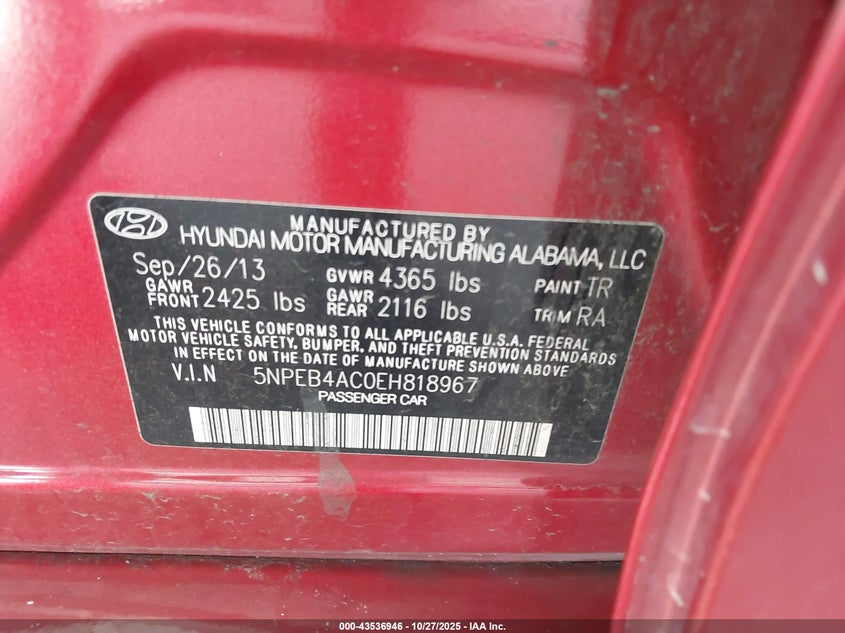 MANUFACTURED BY
HYUNDAI MOTOR MANUFACTURING ALABAMA, LLC
Sep/26/13 GVWR 4365 lbs PAINT TR
GAWR FRONT 2425 lbs GAWR REAR 2116 lbs TRIM RA
THIS VEHICLE CONFORMS TO ALL APPLICABLE U.S.A. FEDERAL
MOTOR VEHICLE SAFETY, BUMPER, AND THEFT PREVENTION STANDARDS
IN EFFECT ON THE DATE OF MANUFACTURE SHOWN ABOVE
V.I.N 5NPEB4AC0EH818967
PASSENGER CAR
000-43536946 | 10/27/2025 | IAA Inc.